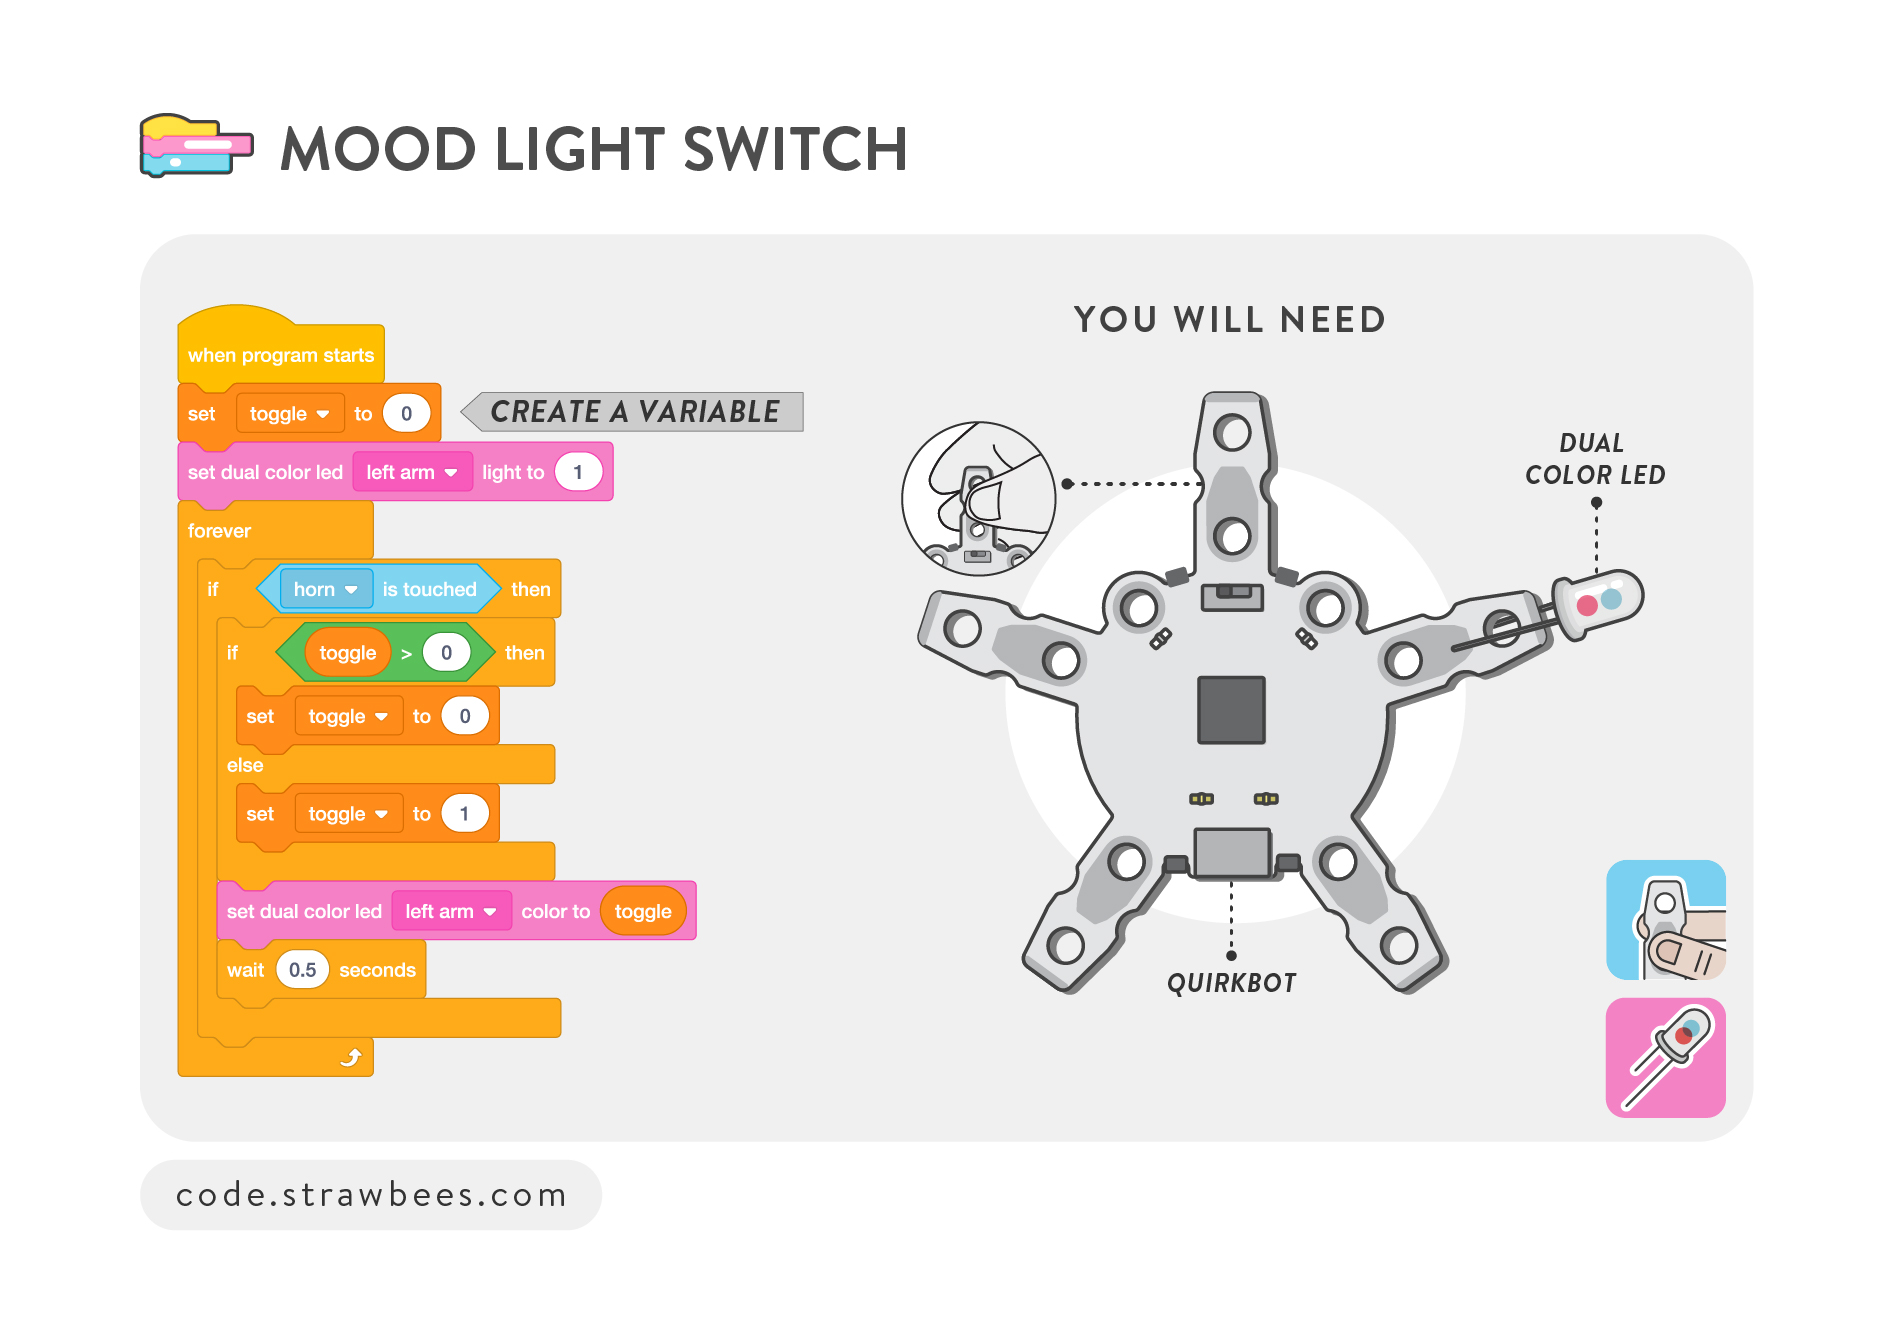 MOOD LIGHT SWITCH
when program starts
set toggle to 0
CREATE A VARIABLE
set dual color led left arm light to 1
forever
if horn is touched then
if toggle > 0 then
set toggle to 0
else
set toggle to 1
set dual color led left arm color to toggle
wait 0.5 seconds
YOU WILL NEED
DUAL
COLOR LED
QUIRKBOT
code.strawbees.com